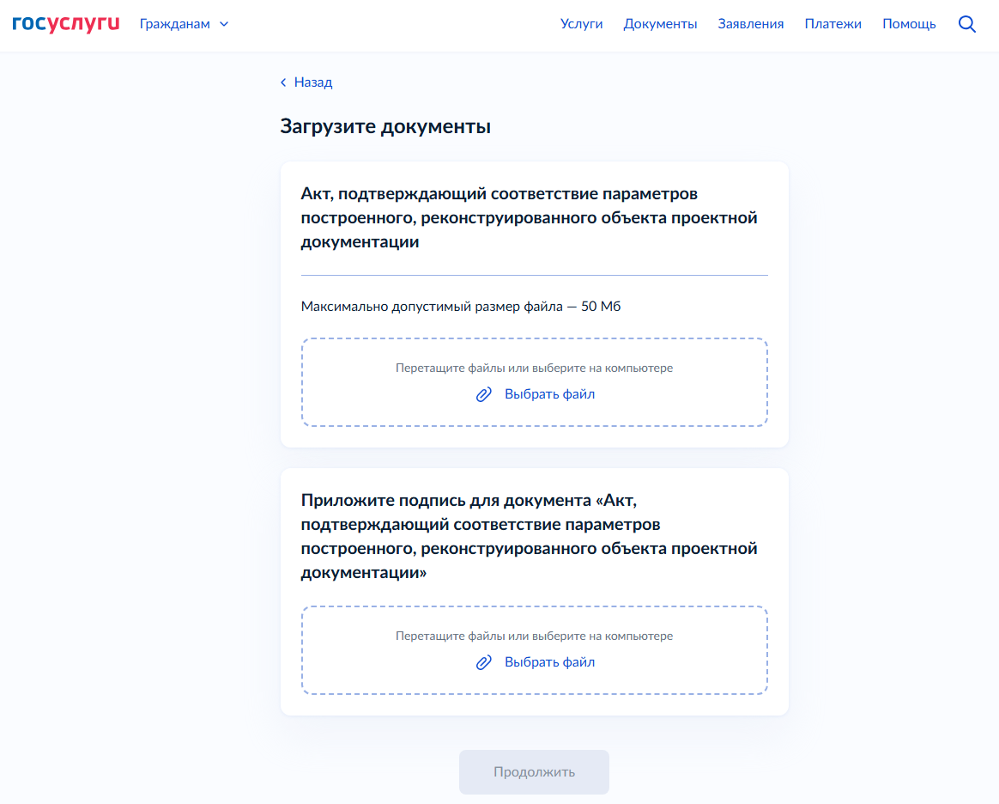 госуслуги Гражданам Услуги Документы Заявления Платежи Помощь
Назад
Загрузите документы
Акт, подтверждающий соответствие параметров
построенного, реконструированного объекта проектной
документации
Максимально допустимый размер файла — 50 Мб
Перетащите файлы или выберите на компьютере
Выбрать файл
Приложите подпись для документа «Акт,
подтверждающий соответствие параметров
построенного, реконструированного объекта проектной
документации»
Перетащите файлы или выберите на компьютере
Выбрать файл
Продолжить